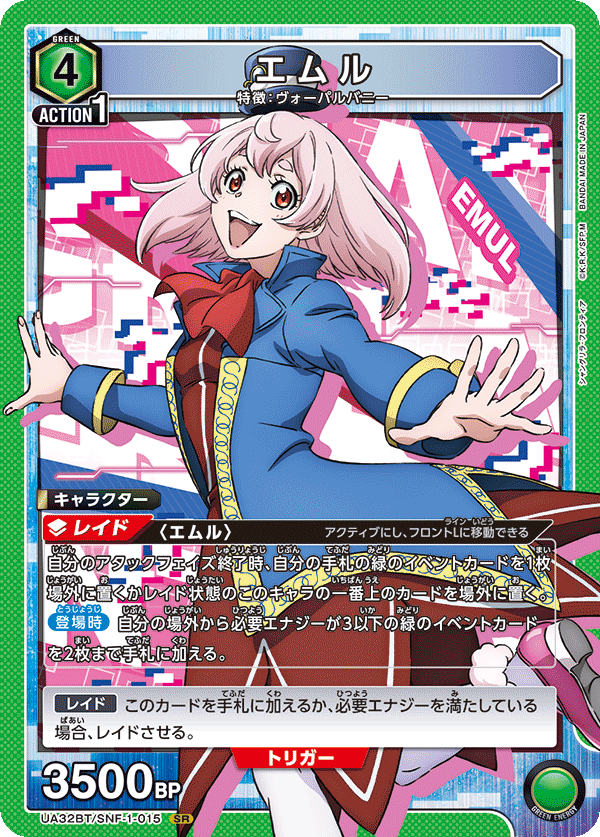 GREEN
4
ACTION1
エムル
特徴:ヴォーパルバニー
EMUL
©K,R,K/SFP,M BANDAI MADE IN JAPAN
シャングリラ・フロンティア
キャラクター
レイド 〈エムル〉 アクティブにし、フロントLに移動できる
自分のアタックフェイズ終了時、自分の手札の緑のイベントカードを1枚
場外に置くかレイド状態のこのキャラの一番上のカードを場外に置く。
登場時 自分の場外から必要エナジーが3以下の緑のイベントカード
を2枚まで手札に加える。
レイド このカードを手札に加えるか、必要エナジーを満たしている
場合、レイドさせる。
トリガー
3500BP
UA32BT/SNF-1-015 SR
GREEN ENERGY